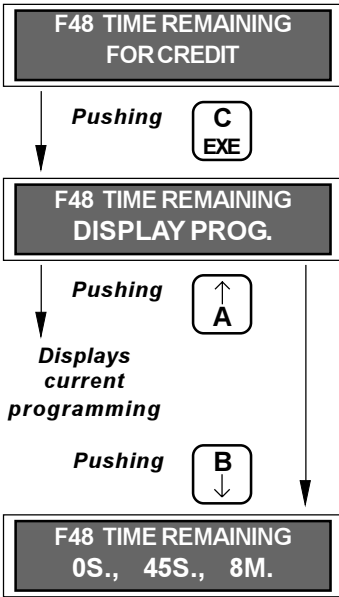 F48 TIME REMAINING
FOR CREDIT
Pushing
C
EXE
F48 TIME REMAINING
DISPLAY PROG.
Pushing
↑
A
Displays
current
programming
Pushing
B
↓
F48 TIME REMAINING
0S., 45S., 8M.